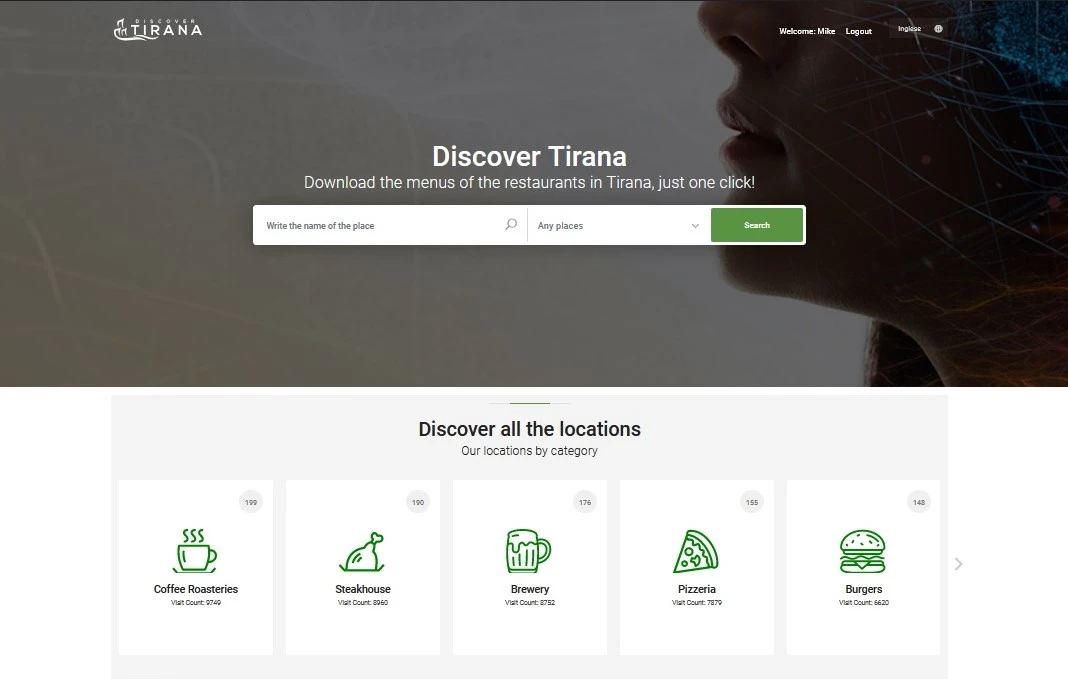 DISCOVER
TIRANA
Welcome: Mike Logout Inglese
Discover Tirana
Download the menus of the restaurants in Tirana, just one click!
Write the name of the place Any places Search
Discover all the locations
Our locations by category
199 190 176 155 148
Coffee Roasteries Steakhouse Brewery Pizzeria Burgers
Visit Count: 9749 Visit Count: 8960 Visit Count: 8752 Visit Count: 7879 Visit Count: 6620